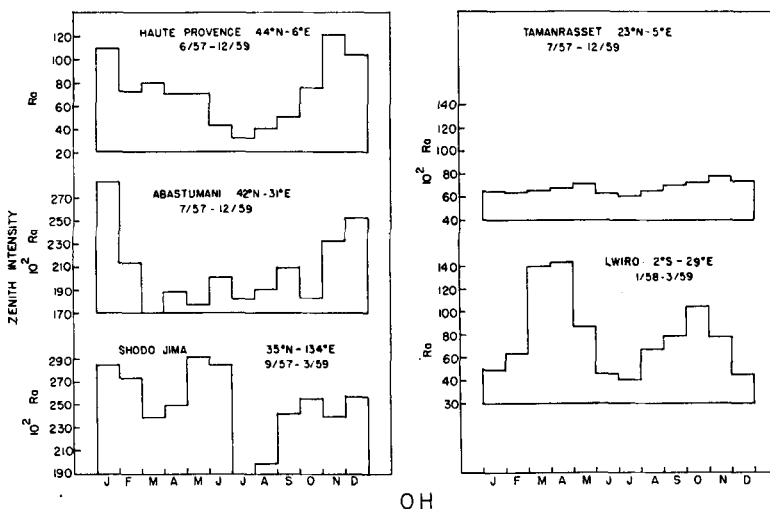 HAUTE PROVENCE 44°N-6°E
6/57-12/59
120
100
80
60
40
20
Ra
ABASTUMANI 42°N-31°E
7/57-12/59
270
250
230
210
190
170
10² Ra
ZENITH INTENSITY
SHODO JIMA 35°N-134°E
9/57-3/59
290
270
250
230
210
190
10² Ra
J F M A M J J A S O N D
TAMANRASSET 23°N-5°E
7/57-12/59
140
120
100
80
60
40
10² Ra
LWIRO 2°S-29°E
1/58-3/59
140
120
100
80
60
40
30
Ra
J F M A M J J A S O N D
OH